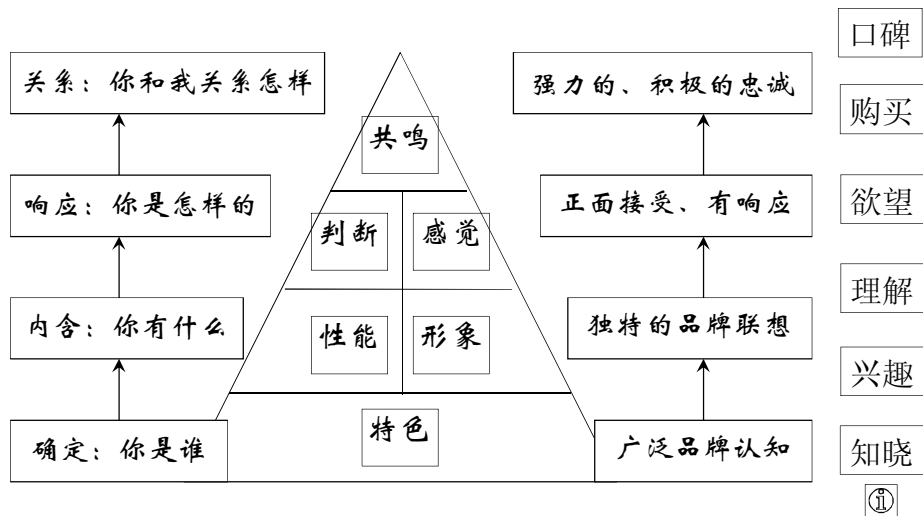 口碑
关系：你和我关系怎样
强力的、积极的忠诚
购买
共鸣
响应：你是怎样的
正面接受、有响应
欲望
判断
感觉
理解
内含：你有什么
独特的品牌联想
性能
形象
兴趣
特色
确定：你是谁
广泛品牌认知
知晓